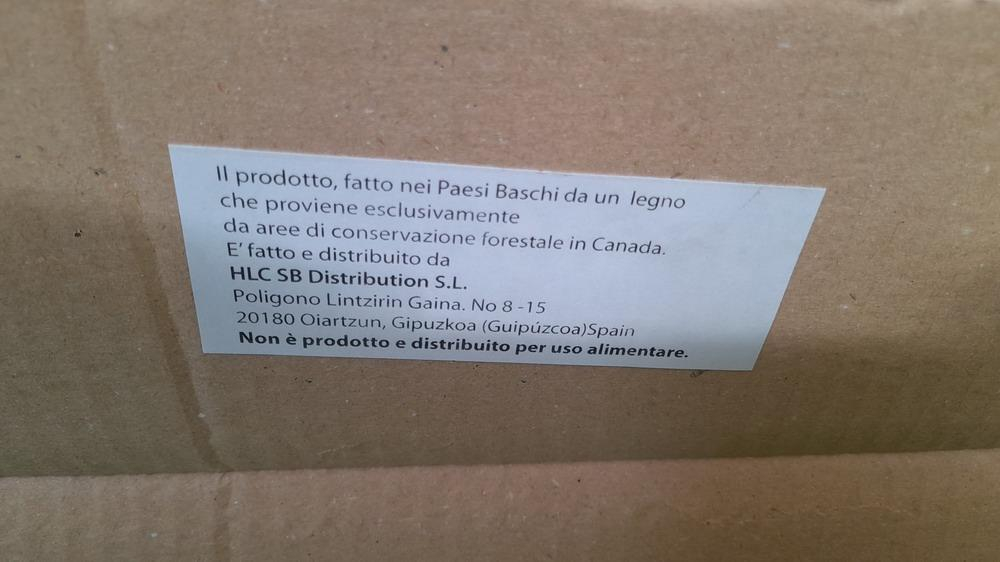 Il prodotto, fatto nei Paesi Baschi da un legno
che proviene esclusivamente
da aree di conservazione forestale in Canada.
E' fatto e distribuito da
HLC SB Distribution S.L.
Poligono Lintzirin Gaina. No 8 -15
20180 Oiartzun, Gipuzkoa (Guipúzcoa)Spain
Non è prodotto e distribuito per uso alimentare.